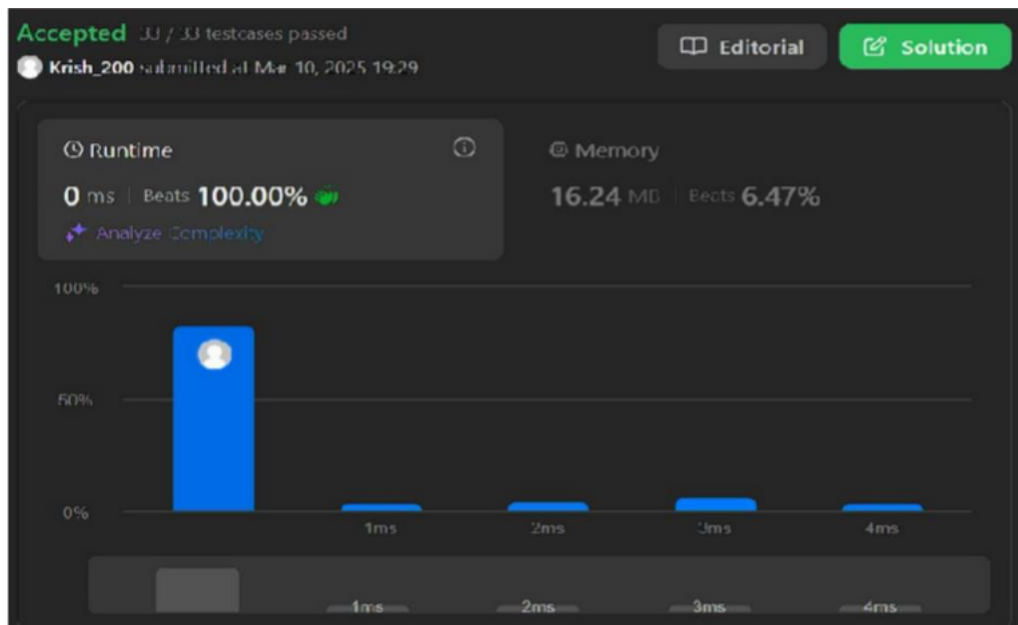 Accepted 33 / 33 testcases passed
Editorial
Solution
Krish_200 submitted at Mar 10, 2025 19:29
Runtime
0 ms | Beats 100.00%
Analyze Complexity
Memory
16.24 MB | Beats 6.47%
100%
50%
0%
1ms
2ms
3ms
4ms
1ms
2ms
3ms
4ms